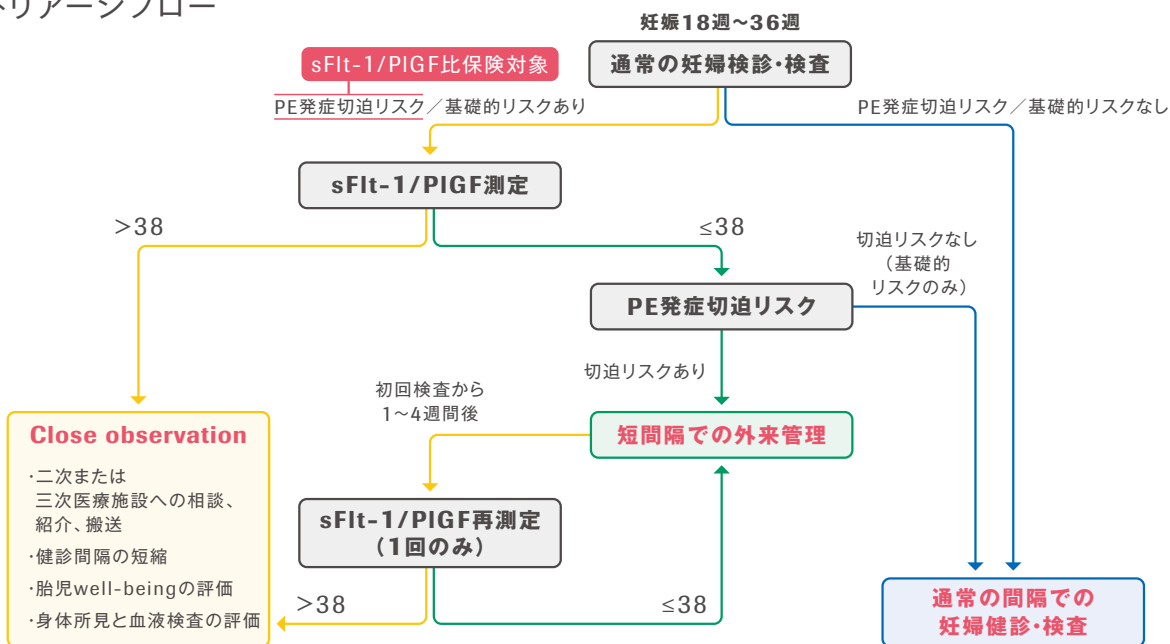 トリアージフロー
妊娠18週~36週
sFlt-1/PlGF比保険対象
通常の妊婦検診・検査
PE発症切迫リスク／基礎的リスクあり
PE発症切迫リスク／基礎的リスクなし
sFlt-1/PlGF測定
>38
≤38
切迫リスクなし
（基礎的
リスクのみ）
PE発症切迫リスク
切迫リスクあり
初回検査から
1〜4週間後
短間隔での外来管理
Close observation
・二次または
三次医療施設への相談、
紹介、搬送
・健診間隔の短縮
・胎児well-beingの評価
・身体所見と血液検査の評価
sFlt-1/PlGF再測定
（1回のみ）
>38
≤38
通常の間隔での
妊婦健診・検査